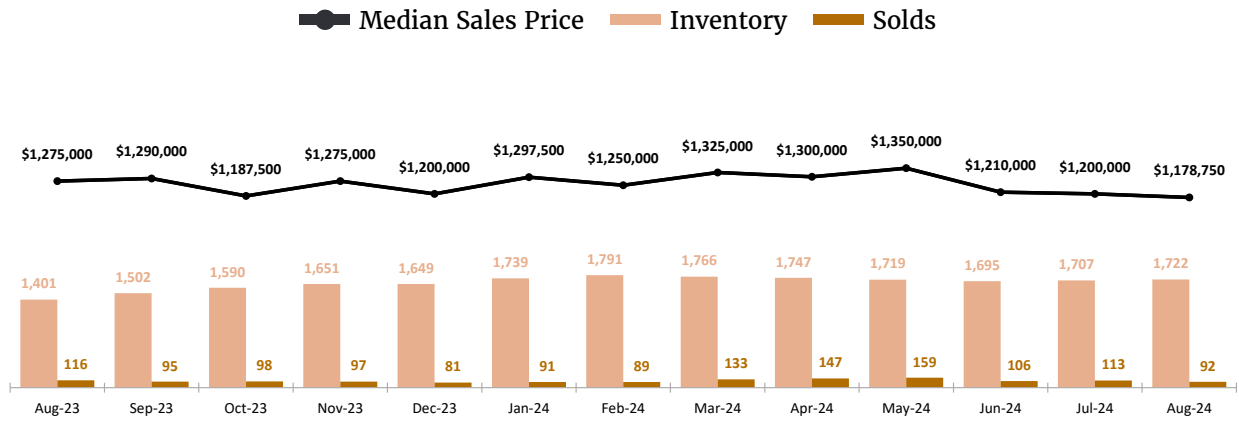 Median Sales Price Inventory Solds
$1,275,000 $1,290,000 $1,187,500 $1,275,000 $1,200,000 $1,297,500 $1,250,000 $1,325,000 $1,300,000 $1,350,000 $1,210,000 $1,200,000 $1,178,750
1,401 1,502 1,590 1,651 1,649 1,739 1,791 1,766 1,747 1,719 1,695 1,707 1,722
116 95 98 97 81 91 89 133 147 159 106 113 92
Aug-23 Sep-23 Oct-23 Nov-23 Dec-23 Jan-24 Feb-24 Mar-24 Apr-24 May-24 Jun-24 Jul-24 Aug-24